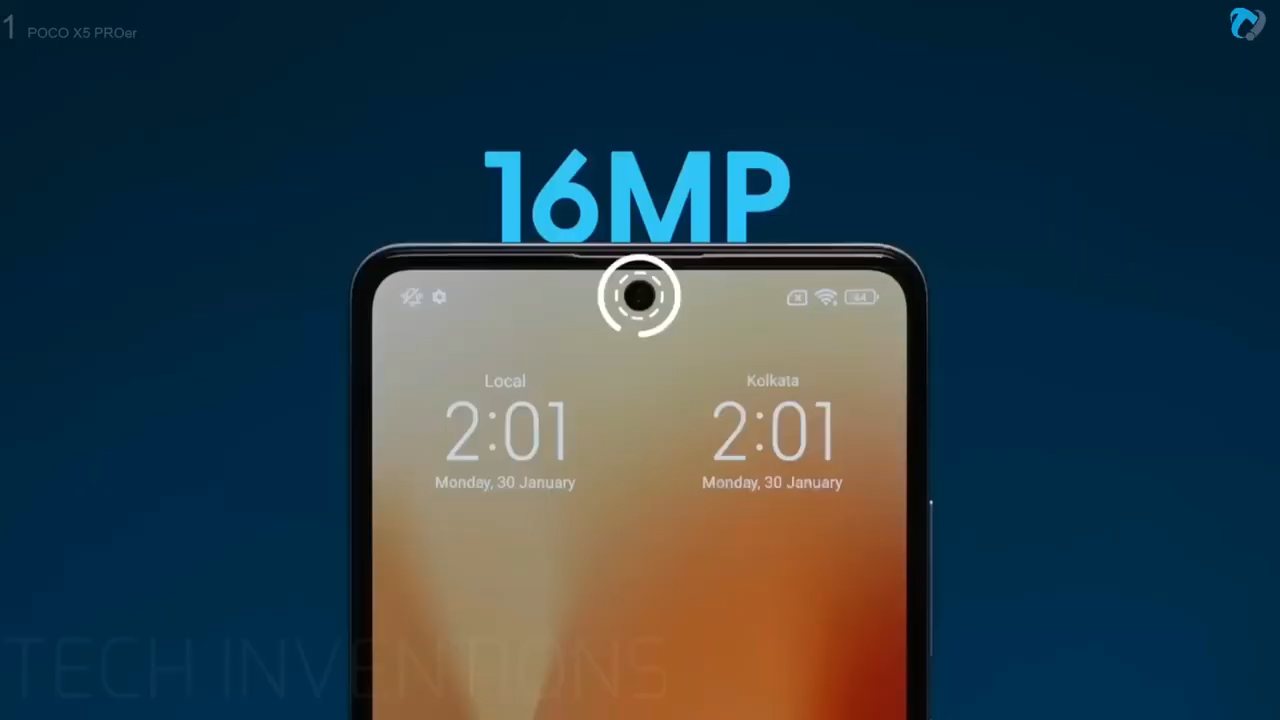 1 POCO X5 PROer
16MP
44
Local
Kolkata
2:01
2:01
Monday, 30 January
Monday, 30 January
TECH INVENTIONS